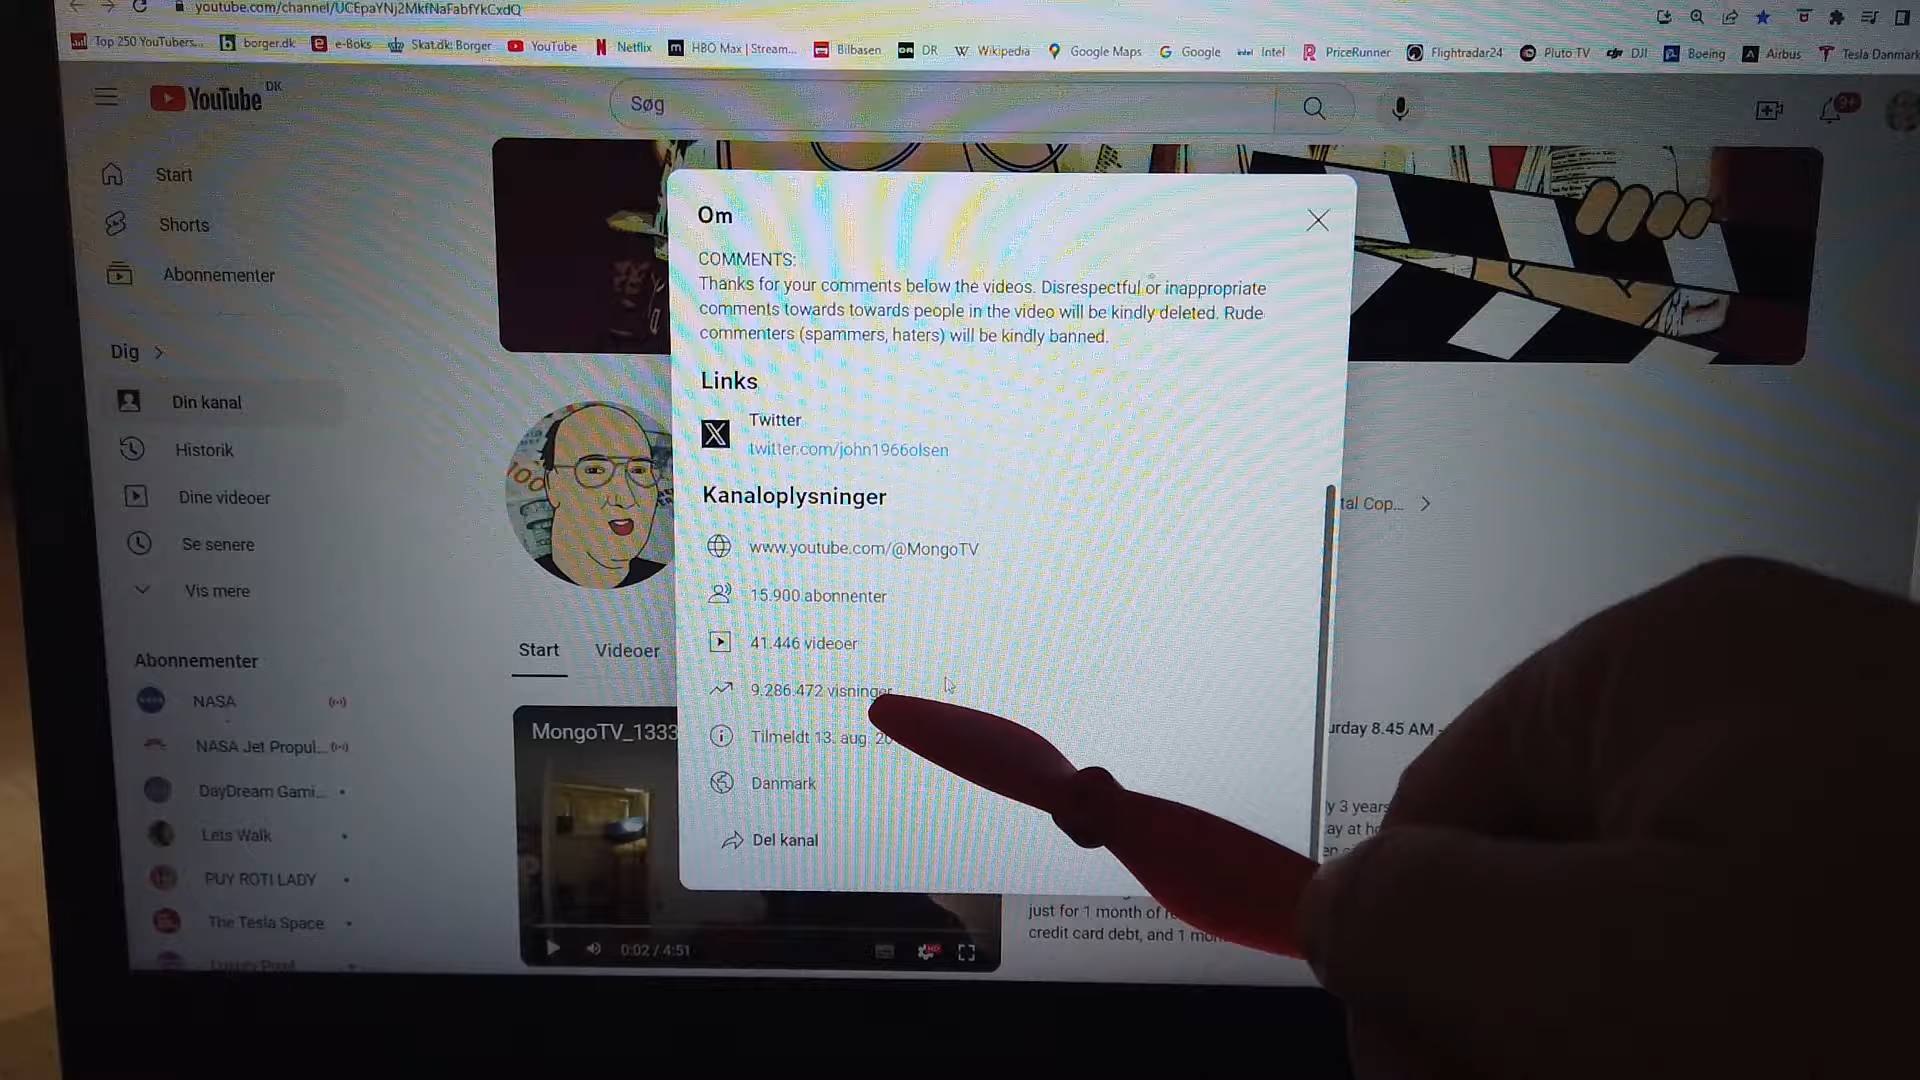 youtube.com/channel/UCEpaYNj2MkfNaFabfYkCxdQ
Top 250 YouTubers... borger.dk e-Boks Skat.dk: Borger YouTube Netflix HBO Max | Stream... Bilbasen DR Wikipedia Google Maps Google Intel PriceRunner Flightradar24 Pluto TV DJI Boeing Airbus Tesla Danmark
YouTube DK
Søg
9+
Start
Shorts
Abonnementer
Dig
Din kanal
Historik
Dine videoer
Se senere
Vis mere
Abonnementer
NASA
NASA Jet Propul...
DayDream Gami...
Lets Walk
PUY ROTI LADY
The Tesla Space
Om
COMMENTS:
Thanks for your comments below the videos. Disrespectful or inappropriate
comments towards towards people in the video will be kindly deleted. Rude
commenters (spammers, haters) will be kindly banned.
Links
Twitter
twitter.com/john1966olsen
Kanaloplysninger
www.youtube.com/@MongoTV
15.900 abonnenter
41.446 videoer
9.286.472 visninger
Tilmeldt 13. aug. 20
Danmark
Del kanal
100
tal Cop...
Start Videoer
MongoTV_1333
0:02 / 4:51
HD
urday 8.45 AM -
y 3 years
ay at
just for 1 month of
credit card debt, and 1